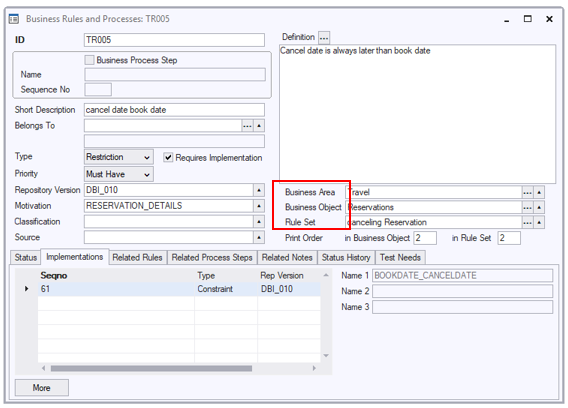 Business Rules and Processes: TR005
ID TR005
Business Process Step
Name
Sequence No
Short Description cancel date book date
Belongs To
Type Restriction Requires Implementation
Priority Must Have
Repository Version DBI_010
Motivation RESERVATION_DETAILS
Classification
Source
Definition ...
Cancel date is always later than book date
Business Area Travel ...
Business Object Reservations ...
Rule Set canceling Reservation ...
Print Order in Business Object 2 in Rule Set 2
Status Implementations Related Rules Related Process Steps Related Notes Status History Test Needs
Seqno Type Rep Version
61 Constraint DBI_010
Name 1 BOOKDATE_CANCELDATE
Name 2
Name 3
More